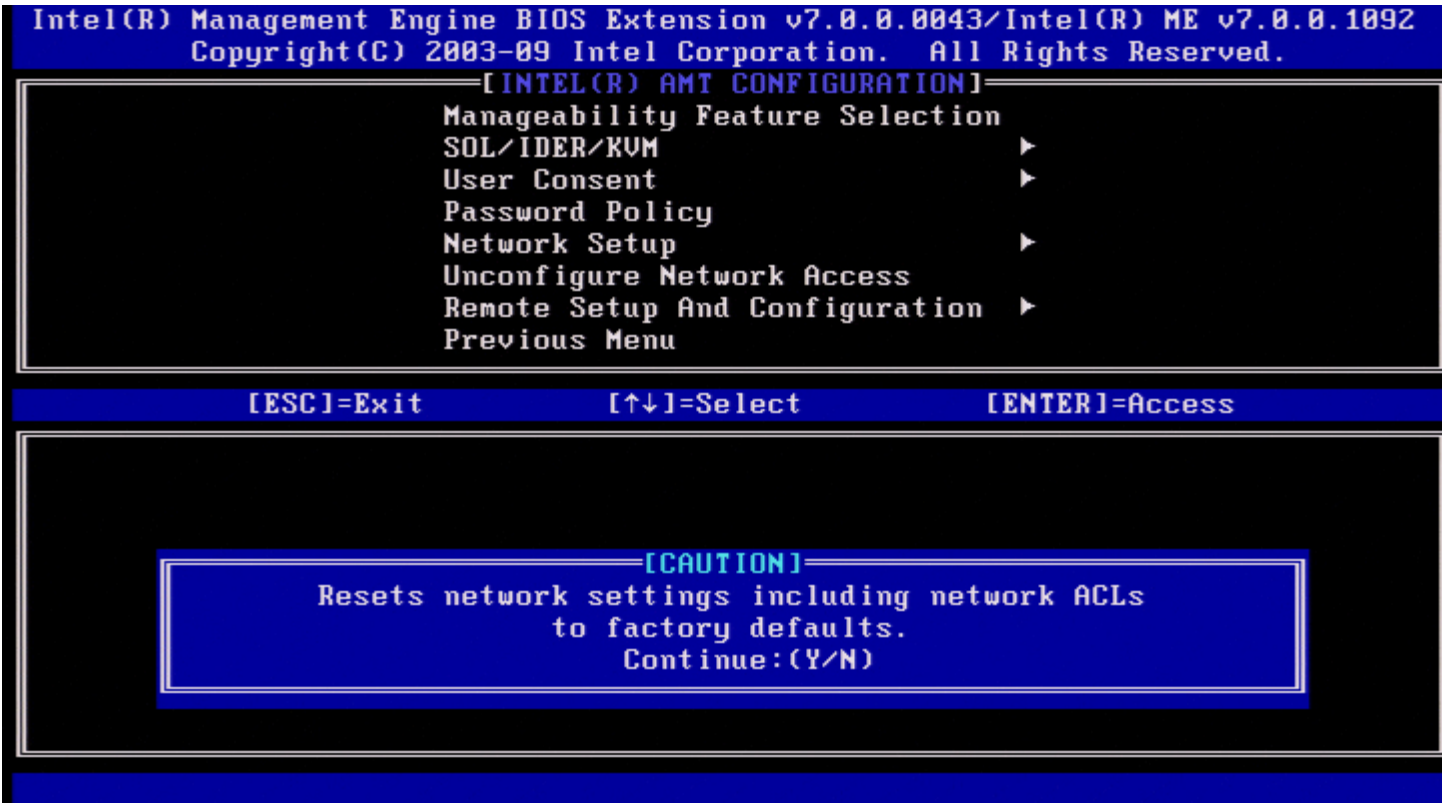 Intel(R) Management Engine BIOS Extension v7.0.0.0043/Intel(R) ME v7.0.0.1092
Copyright(C) 2003-09 Intel Corporation. All Rights Reserved.
[INTEL(R) AMT CONFIGURATION]
Manageability Feature Selection
SOL/IDER/KVM ►
User Consent ►
Password Policy
Network Setup ►
Unconfigure Network Access
Remote Setup And Configuration ►
Previous Menu
[ESC]=Exit [↑↓]=Select [ENTER]=Access
[CAUTION]
Resets network settings including network ACLs
to factory defaults.
Continue:(Y/N)